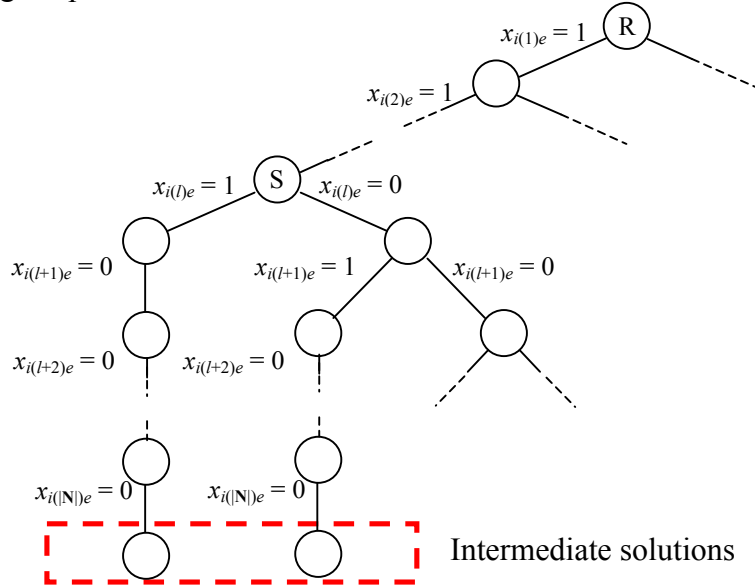 R
x_{i(1)e} = 1
x_{i(2)e} = 1
S
x_{i(l)e} = 1
x_{i(l)e} = 0
x_{i(l+1)e} = 0
x_{i(l+1)e} = 1
x_{i(l+1)e} = 0
x_{i(l+2)e} = 0
x_{i(l+2)e} = 0
x_{i(|N|)e} = 0
x_{i(|N|)e} = 0
Intermediate solutions